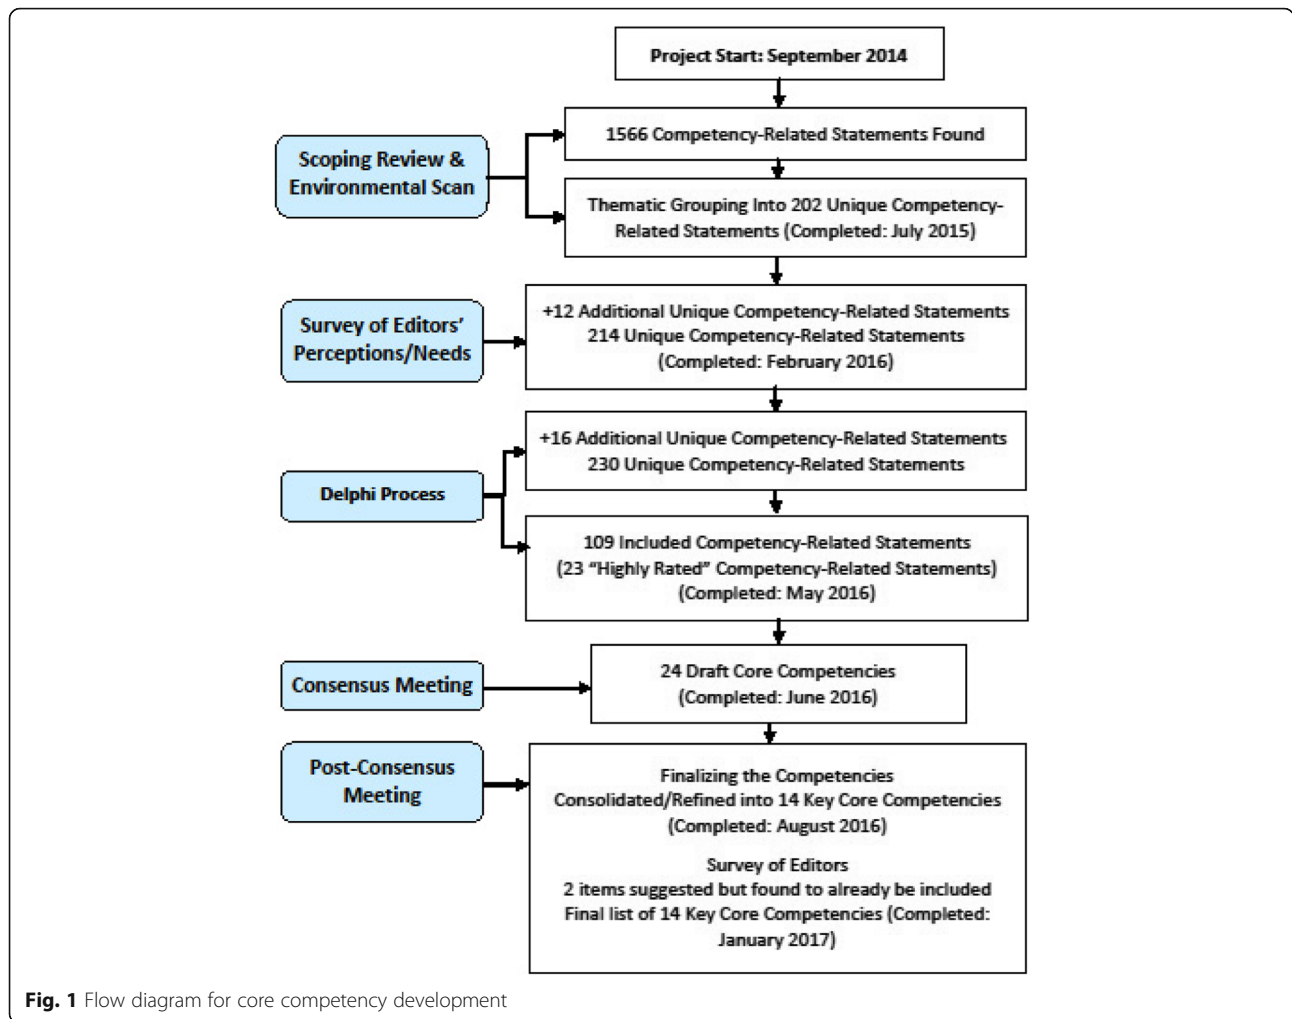 Project Start: September 2014
1566 Competency-Related Statements Found
Scoping Review &
Environmental Scan
Thematic Grouping Into 202 Unique Competency-
Related Statements (Completed: July 2015)
+12 Additional Unique Competency-Related Statements
214 Unique Competency-Related Statements
(Completed: February 2016)
Survey of Editors’
Perceptions/Needs
+16 Additional Unique Competency-Related Statements
230 Unique Competency-Related Statements
Delphi Process
109 Included Competency-Related Statements
(23 “Highly Rated” Competency-Related Statements)
(Completed: May 2016)
Consensus Meeting
24 Draft Core Competencies
(Completed: June 2016)
Post-Consensus
Meeting
Finalizing the Competencies
Consolidated/Refined into 14 Key Core Competencies
(Completed: August 2016)
Survey of Editors
2 items suggested but found to already be included
Final list of 14 Key Core Competencies (Completed:
January 2017)
Fig. 1 Flow diagram for core competency development